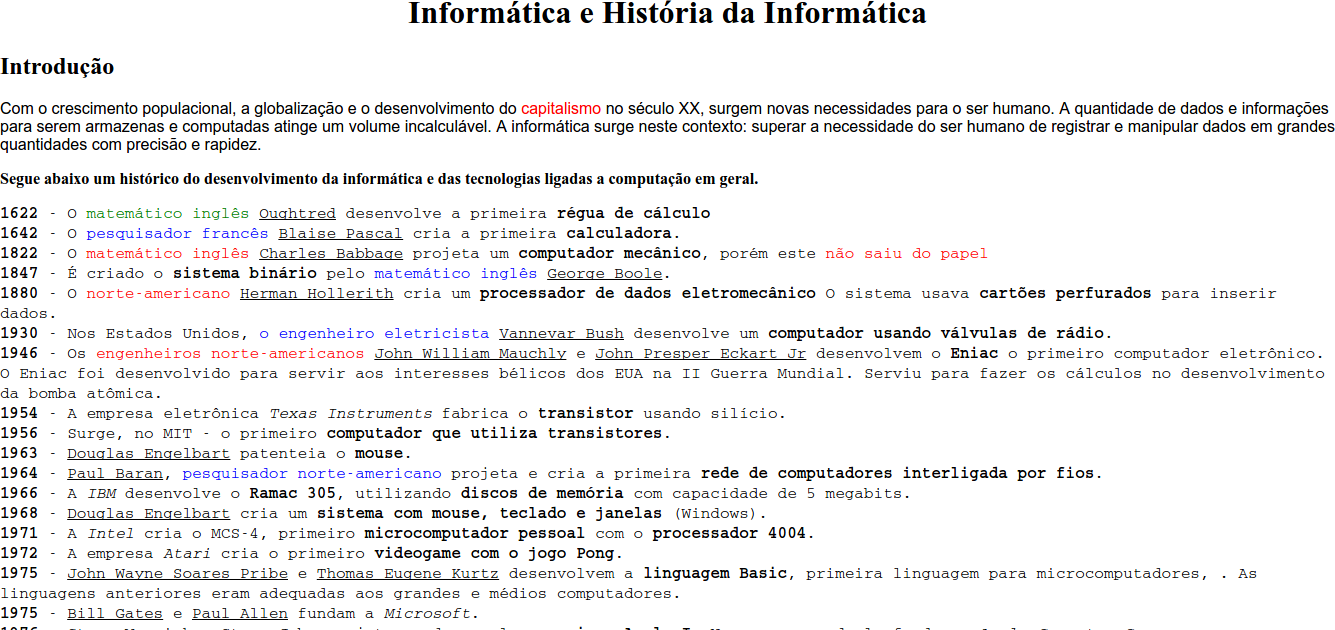 Informática e História da Informática
Introdução
Com o crescimento populacional, a globalização e o desenvolvimento do capitalismo no século XX, surgem novas necessidades para o ser humano. A quantidade de dados e informações
para serem armazenas e computadas atinge um volume incalculável. A informática surge neste contexto: superar a necessidade do ser humano de registrar e manipular dados em grandes
quantidades com precisão e rapidez.
Segue abaixo um histórico do desenvolvimento da informática e das tecnologias ligadas a computação em geral.
1622 - O matemático inglês Oughtred desenvolve a primeira régua de cálculo
1642 - O pesquisador francês Blaise Pascal cria a primeira calculadora.
1822 - O matemático inglês Charles Babbage projeta um computador mecânico, porém este não saiu do papel
1847 - É criado o sistema binário pelo matemático inglês George Boole.
1880 - O norte-americano Herman Hollerith cria um processador de dados eletromecânico O sistema usava cartões perfurados para inserir
dados.
1930 - Nos Estados Unidos, o engenheiro eletricista Vannevar Bush desenvolve um computador usando válvulas de rádio.
1946 - Os engenheiros norte-americanos John William Mauchly e John Presper Eckart Jr desenvolvem o Eniac o primeiro computador eletrônico.
O Eniac foi desenvolvido para servir aos interesses bélicos dos EUA na II Guerra Mundial. Serviu para fazer os cálculos no desenvolvimento
da bomba atômica.
1954 - A empresa eletrônica Texas Instruments fabrica o transistor usando silício.
1956 - Surge, no MIT - o primeiro computador que utiliza transistores.
1963 - Douglas Engelbart patenteia o mouse.
1964 - Paul Baran, pesquisador norte-americano projeta e cria a primeira rede de computadores interligada por fios.
1966 - A IBM desenvolve o Ramac 305, utilizando discos de memória com capacidade de 5 megabits.
1968 - Douglas Engelbart cria um sistema com mouse, teclado e janelas (Windows).
1971 - A Intel cria o MCS-4, primeiro microcomputador pessoal com o processador 4004.
1972 - A empresa Atari cria o primeiro videogame com o jogo Pong.
1975 - John Wayne Soares Pribe e Thomas Eugene Kurtz desenvolvem a linguagem Basic, primeira linguagem para microcomputadores, . As
linguagens anteriores eram adequadas aos grandes e médios computadores.
1975 - Bill Gates e Paul Allen fundam a Microsoft.